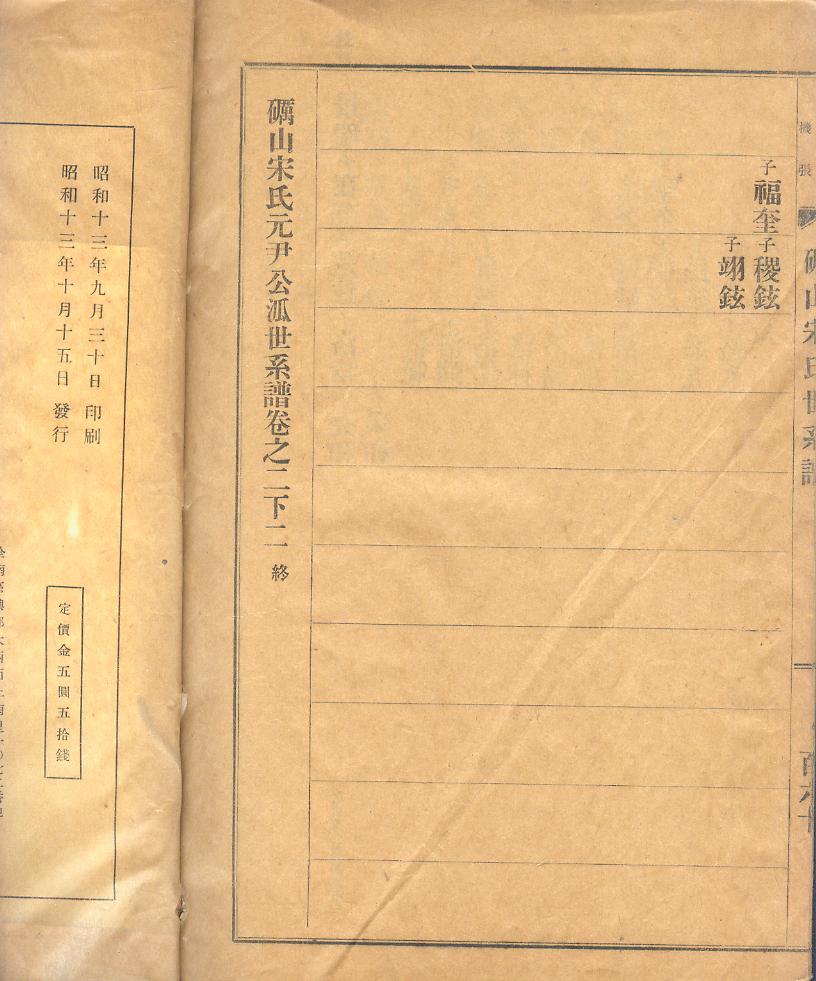 機張
礪山宋氏世系譜
子 福奎 子 稷鉉
子 翊鉉
礪山宋氏元尹公派世系譜卷之二下二 終
昭和十三年九月三十日 印刷
昭和十三年十月十五日 發行
定價金五圓五拾錢